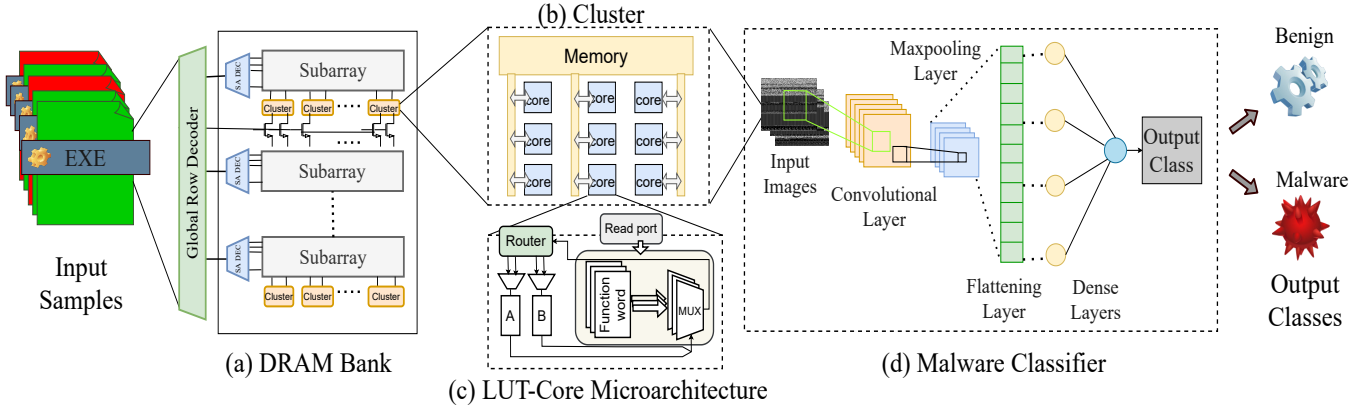 EXE
Input
Samples
Global Row Decoder
SA DEC
Subarray
Cluster
Cluster
Cluster
SA DEC
Subarray
SA DEC
Subarray
Cluster
Cluster
Cluster
(a) DRAM Bank
(b) Cluster
Memory
core
core
core
core
core
core
core
core
core
Router
Read port
A
B
Function
word
MUX
(c) LUT-Core Microarchitecture
Input
Images
Convolutional
Layer
Maxpooling
Layer
Flattening
Layer
Dense
Layers
Output
Class
(d) Malware Classifier
Benign
Malware
Output
Classes